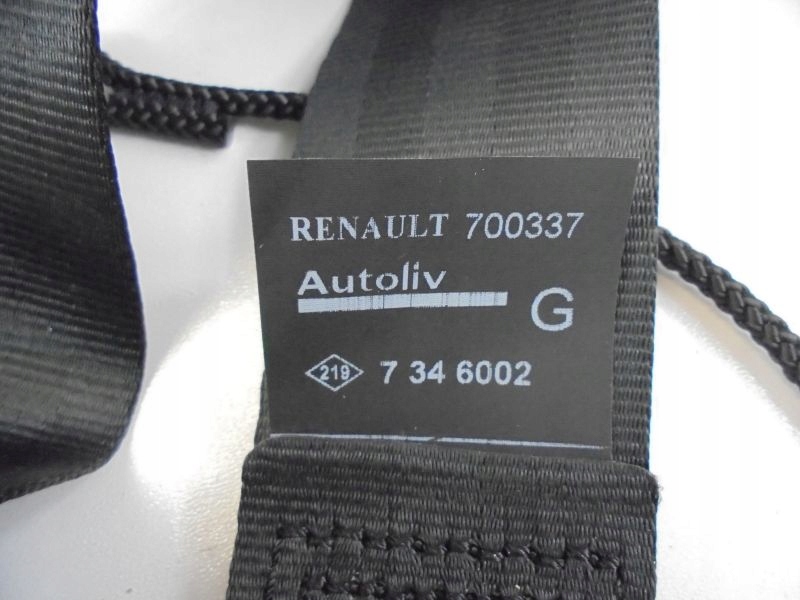 RENAULT 700337
Autoliv
G
219 7 34 6002